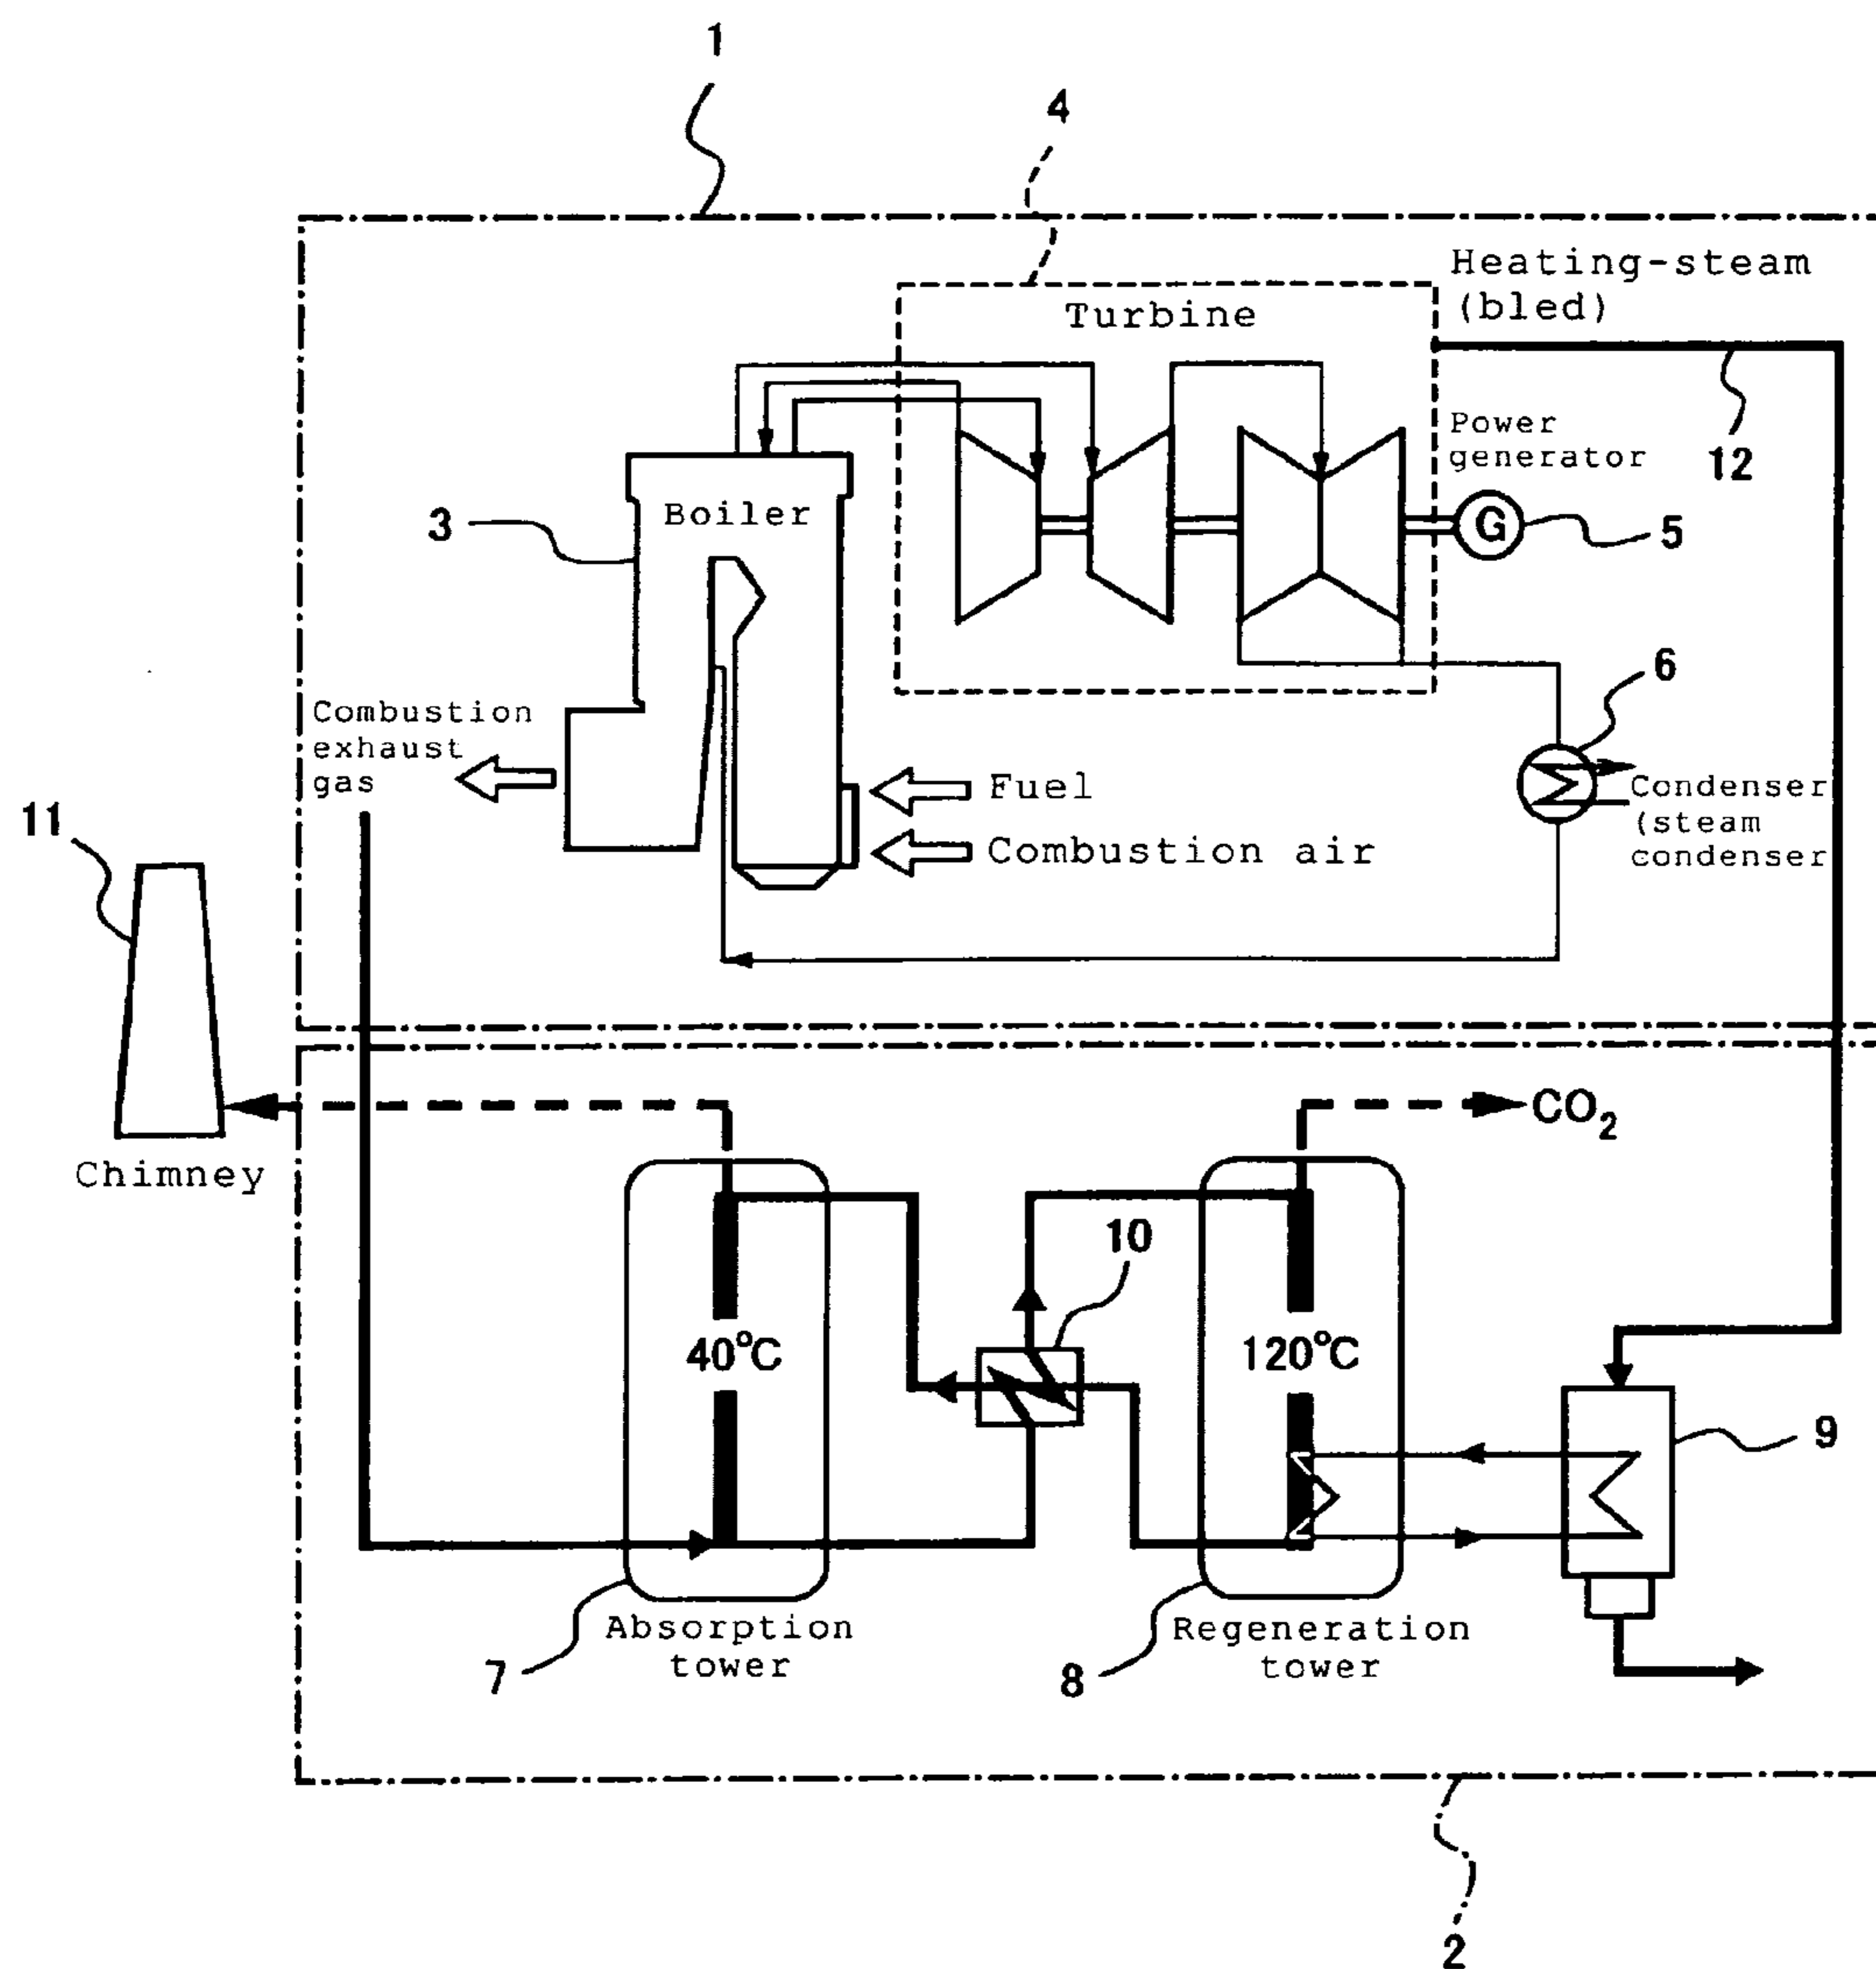 1
4
Heating-steam
(bled)
Turbine
Power
generator
12
Boiler
3
G
5
6
Combustion
exhaust
gas
Fuel
Condenser
(steam
condenser
11
Combustion air
CO2
Chimney
10
40°C
120°C
9
Absorption
tower
7
Regeneration
tower
8
2